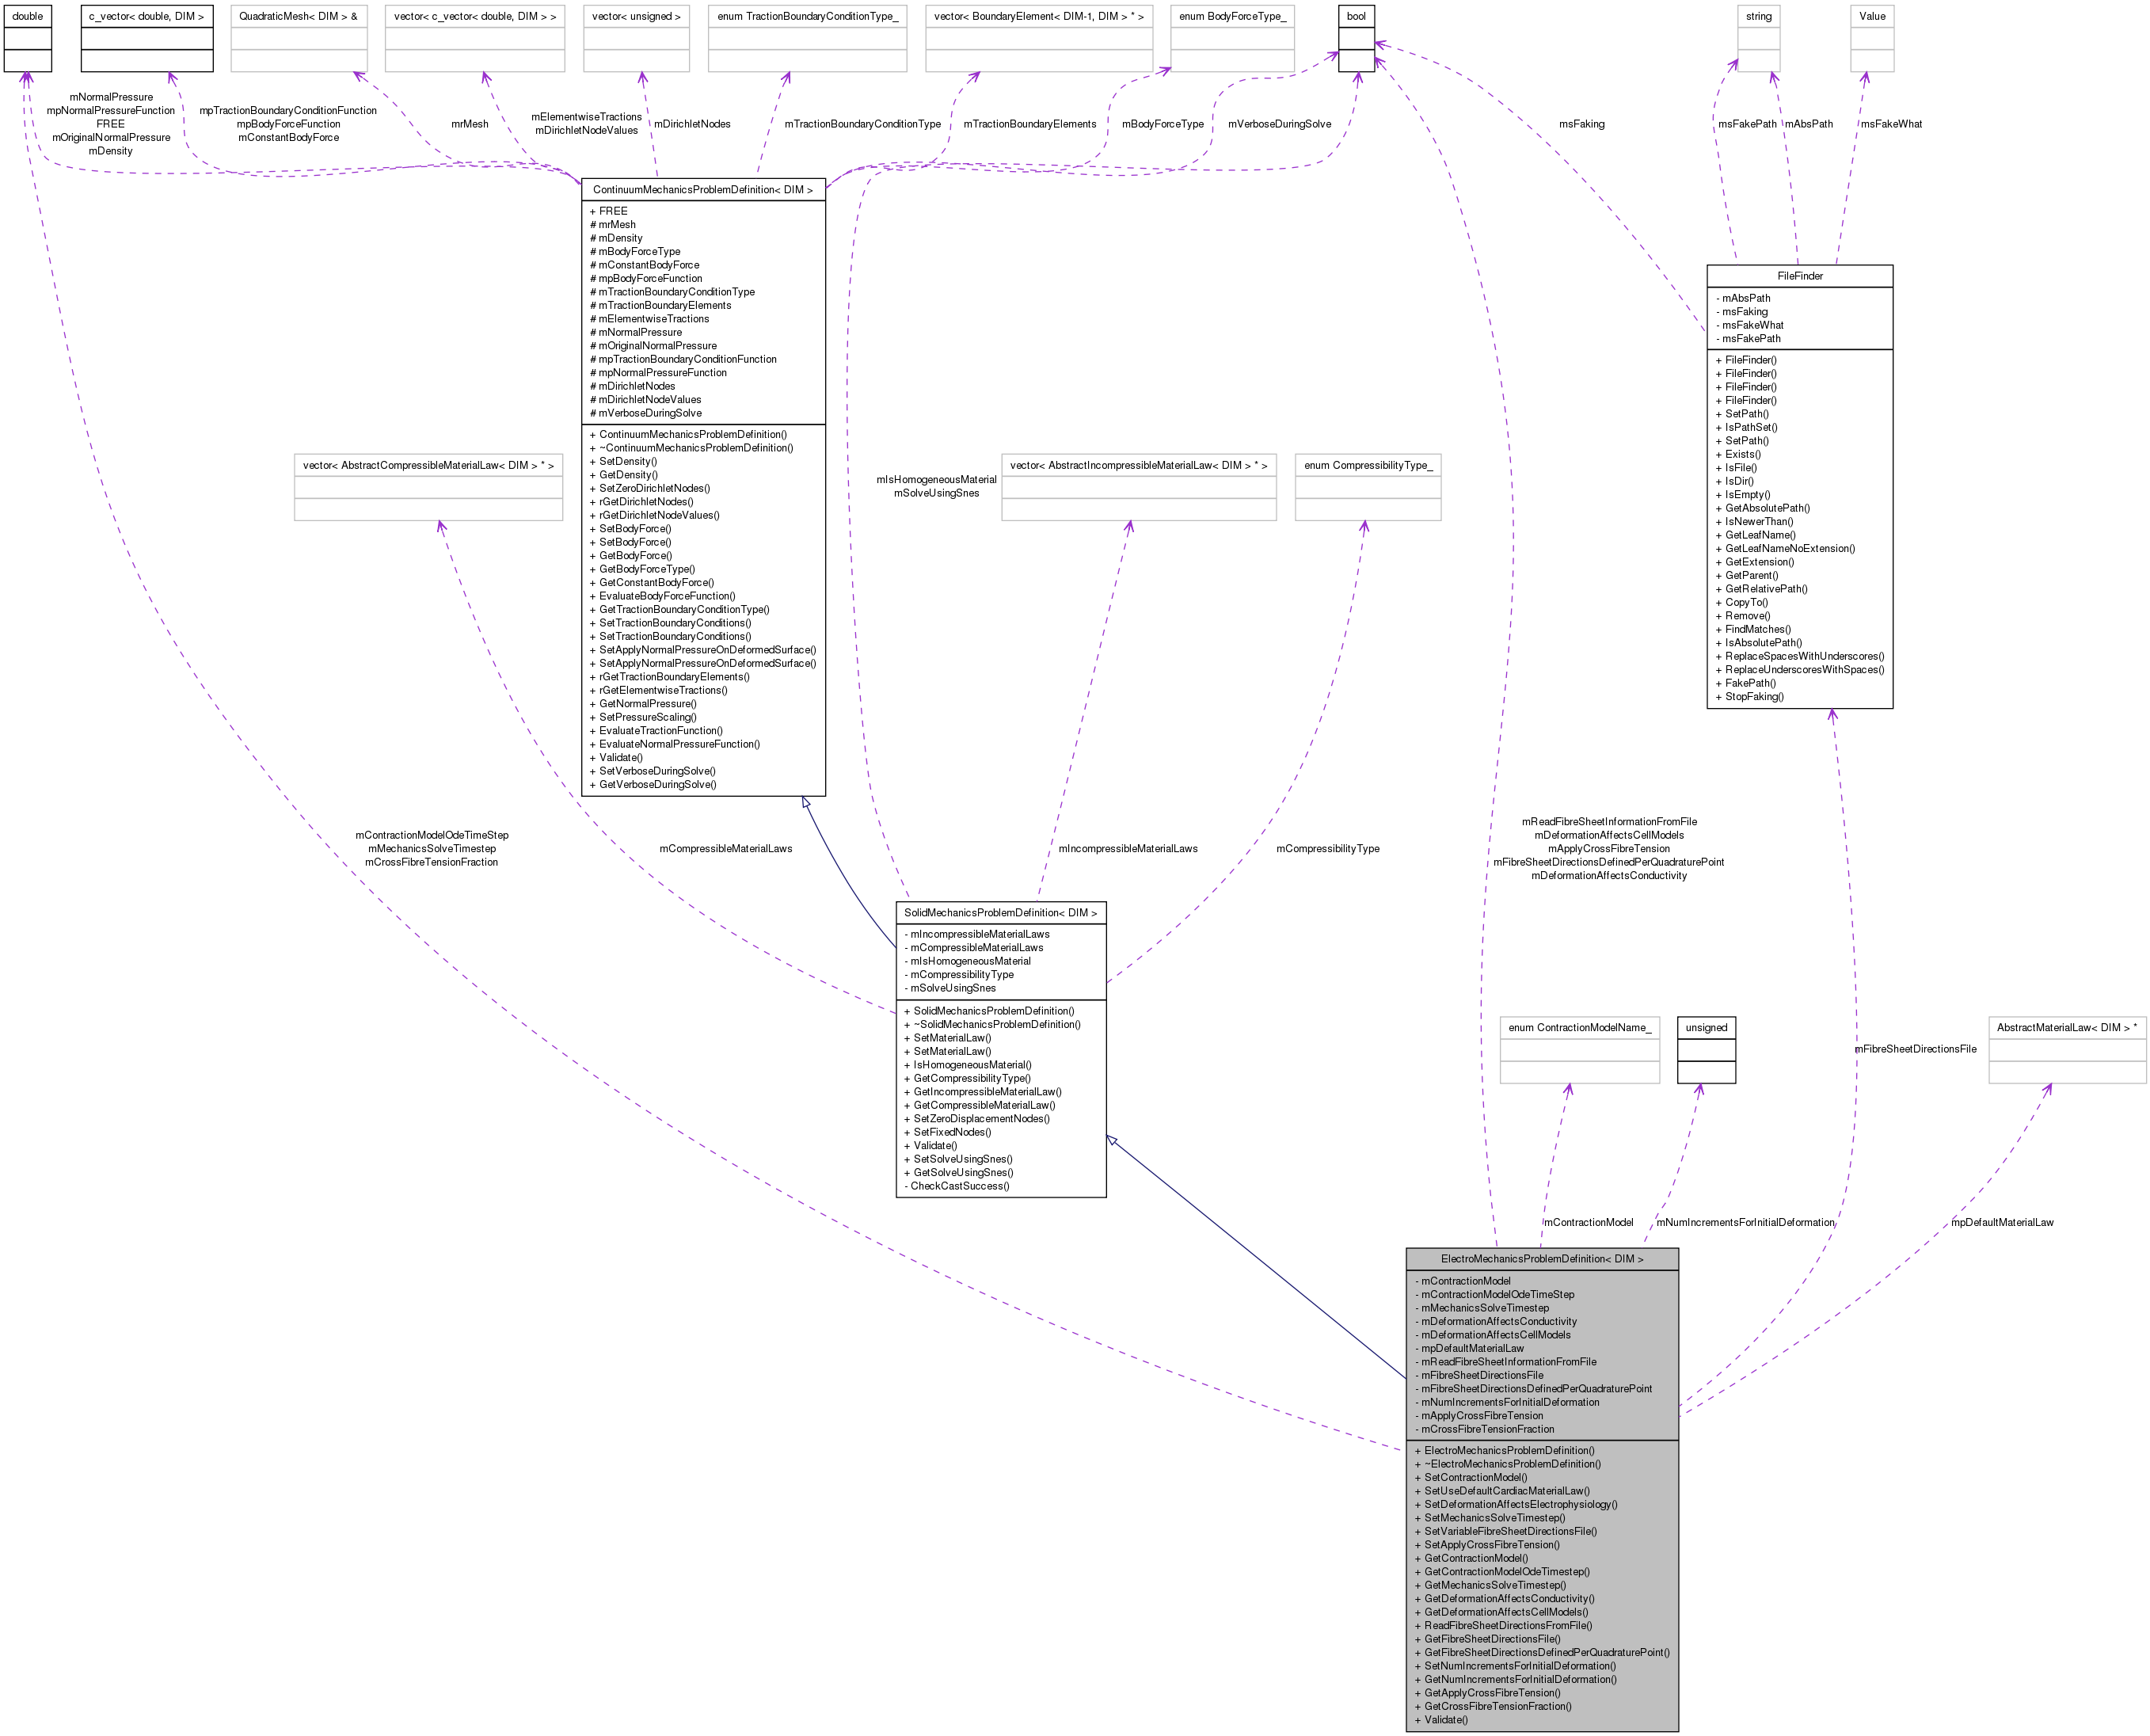 double
c_vector< double, DIM >
QuadraticMesh< DIM > &
vector< c_vector< double, DIM > >
vector< unsigned >
enum TractionBoundaryConditionType_
vector< BoundaryElement< DIM-1, DIM > * >
enum BodyForceType_
bool
string
Value
mNormalPressure
mpNormalPressureFunction
FREE
mOriginalNormalPressure
mDensity
mpTractionBoundaryConditionFunction
mpBodyForceFunction
mConstantBodyForce
mrMesh
mElementwiseTractions
mDirichletNodeValues
mDirichletNodes
mTractionBoundaryConditionType
mTractionBoundaryElements
mBodyForceType
mVerboseDuringSolve
msFaking
msFakePath
mAbsPath
msFakeWhat
ContinuumMechanicsProblemDefinition< DIM >
+ FREE
# mrMesh
# mDensity
# mBodyForceType
# mConstantBodyForce
# mpBodyForceFunction
# mTractionBoundaryConditionType
# mTractionBoundaryElements
# mElementwiseTractions
# mNormalPressure
# mOriginalNormalPressure
# mpTractionBoundaryConditionFunction
# mpNormalPressureFunction
# mDirichletNodes
# mDirichletNodeValues
# mVerboseDuringSolve
+ ContinuumMechanicsProblemDefinition()
+ ~ContinuumMechanicsProblemDefinition()
+ SetDensity()
+ GetDensity()
+ SetZeroDirichletNodes()
+ rGetDirichletNodes()
+ rGetDirichletNodeValues()
+ SetBodyForce()
+ SetBodyForce()
+ GetBodyForce()
+ GetBodyForceType()
+ GetConstantBodyForce()
+ EvaluateBodyForceFunction()
+ GetTractionBoundaryConditionType()
+ SetTractionBoundaryConditions()
+ SetTractionBoundaryConditions()
+ SetApplyNormalPressureOnDeformedSurface()
+ SetApplyNormalPressureOnDeformedSurface()
+ rGetTractionBoundaryElements()
+ rGetElementwiseTractions()
+ GetNormalPressure()
+ SetPressureScaling()
+ EvaluateTractionFunction()
+ EvaluateNormalPressureFunction()
+ Validate()
+ SetVerboseDuringSolve()
+ GetVerboseDuringSolve()
FileFinder
- mAbsPath
- msFaking
- msFakeWhat
- msFakePath
+ FileFinder()
+ FileFinder()
+ FileFinder()
+ FileFinder()
+ SetPath()
+ IsPathSet()
+ SetPath()
+ Exists()
+ IsFile()
+ IsDir()
+ IsEmpty()
+ GetAbsolutePath()
+ IsNewerThan()
+ GetLeafName()
+ GetLeafNameNoExtension()
+ GetExtension()
+ GetParent()
+ GetRelativePath()
+ CopyTo()
+ Remove()
+ FindMatches()
+ IsAbsolutePath()
+ ReplaceSpacesWithUnderscores()
+ ReplaceUnderscoresWithSpaces()
+ FakePath()
+ StopFaking()
vector< AbstractCompressibleMaterialLaw< DIM > * >
mIsHomogeneousMaterial
mSolveUsingSnes
vector< AbstractIncompressibleMaterialLaw< DIM > * >
enum CompressibilityType_
mContractionModelOdeTimeStep
mMechanicsSolveTimestep
mCrossFibreTensionFraction
mCompressibleMaterialLaws
mIncompressibleMaterialLaws
mCompressibilityType
mReadFibreSheetInformationFromFile
mDeformationAffectsCellModels
mApplyCrossFibreTension
mFibreSheetDirectionsDefinedPerQuadraturePoint
mDeformationAffectsConductivity
SolidMechanicsProblemDefinition< DIM >
- mIncompressibleMaterialLaws
- mCompressibleMaterialLaws
- mIsHomogeneousMaterial
- mCompressibilityType
- mSolveUsingSnes
+ SolidMechanicsProblemDefinition()
+ ~SolidMechanicsProblemDefinition()
+ SetMaterialLaw()
+ SetMaterialLaw()
+ IsHomogeneousMaterial()
+ GetCompressibilityType()
+ GetIncompressibleMaterialLaw()
+ GetCompressibleMaterialLaw()
+ SetZeroDisplacementNodes()
+ SetFixedNodes()
+ Validate()
+ SetSolveUsingSnes()
+ GetSolveUsingSnes()
- CheckCastSuccess()
enum ContractionModelName_
unsigned
mFibreSheetDirectionsFile
AbstractMaterialLaw< DIM > *
mContractionModel
mNumIncrementsForInitialDeformation
mpDefaultMaterialLaw
ElectroMechanicsProblemDefinition< DIM >
- mContractionModel
- mContractionModelOdeTimeStep
- mMechanicsSolveTimestep
- mDeformationAffectsConductivity
- mDeformationAffectsCellModels
- mpDefaultMaterialLaw
- mReadFibreSheetInformationFromFile
- mFibreSheetDirectionsFile
- mFibreSheetDirectionsDefinedPerQuadraturePoint
- mNumIncrementsForInitialDeformation
- mApplyCrossFibreTension
- mCrossFibreTensionFraction
+ ElectroMechanicsProblemDefinition()
+ ~ElectroMechanicsProblemDefinition()
+ SetContractionModel()
+ SetUseDefaultCardiacMaterialLaw()
+ SetDeformationAffectsElectrophysiology()
+ SetMechanicsSolveTimestep()
+ SetVariableFibreSheetDirectionsFile()
+ SetApplyCrossFibreTension()
+ GetContractionModel()
+ GetContractionModelOdeTimestep()
+ GetMechanicsSolveTimestep()
+ GetDeformationAffectsConductivity()
+ GetDeformationAffectsCellModels()
+ ReadFibreSheetDirectionsFromFile()
+ GetFibreSheetDirectionsFile()
+ GetFibreSheetDirectionsDefinedPerQuadraturePoint()
+ SetNumIncrementsForInitialDeformation()
+ GetNumIncrementsForInitialDeformation()
+ GetApplyCrossFibreTension()
+ GetCrossFibreTensionFraction()
+ Validate()